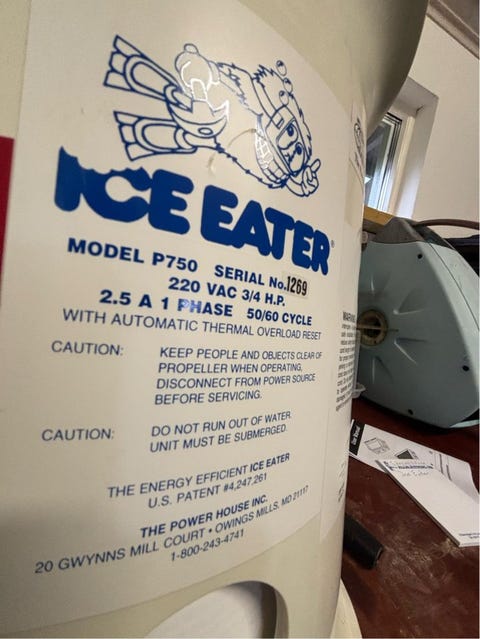 ICE EATER®
MODEL P750 SERIAL No. 1269
220 VAC 3/4 H.P.
2.5 A 1 PHASE 50/60 CYCLE
WITH AUTOMATIC THERMAL OVERLOAD RESET
CAUTION: KEEP PEOPLE AND OBJECTS CLEAR OF
PROPELLER WHEN OPERATING,
DISCONNECT FROM POWER SOURCE
BEFORE SERVICING.
CAUTION: DO NOT RUN OUT OF WATER.
UNIT MUST BE SUBMERGED.
THE ENERGY EFFICIENT ICE EATER
U.S. PATENT #4,247,261
THE POWER HOUSE INC.
20 GWYNNS MILL COURT • OWINGS MILLS, MD 21117
1-800-243-4741